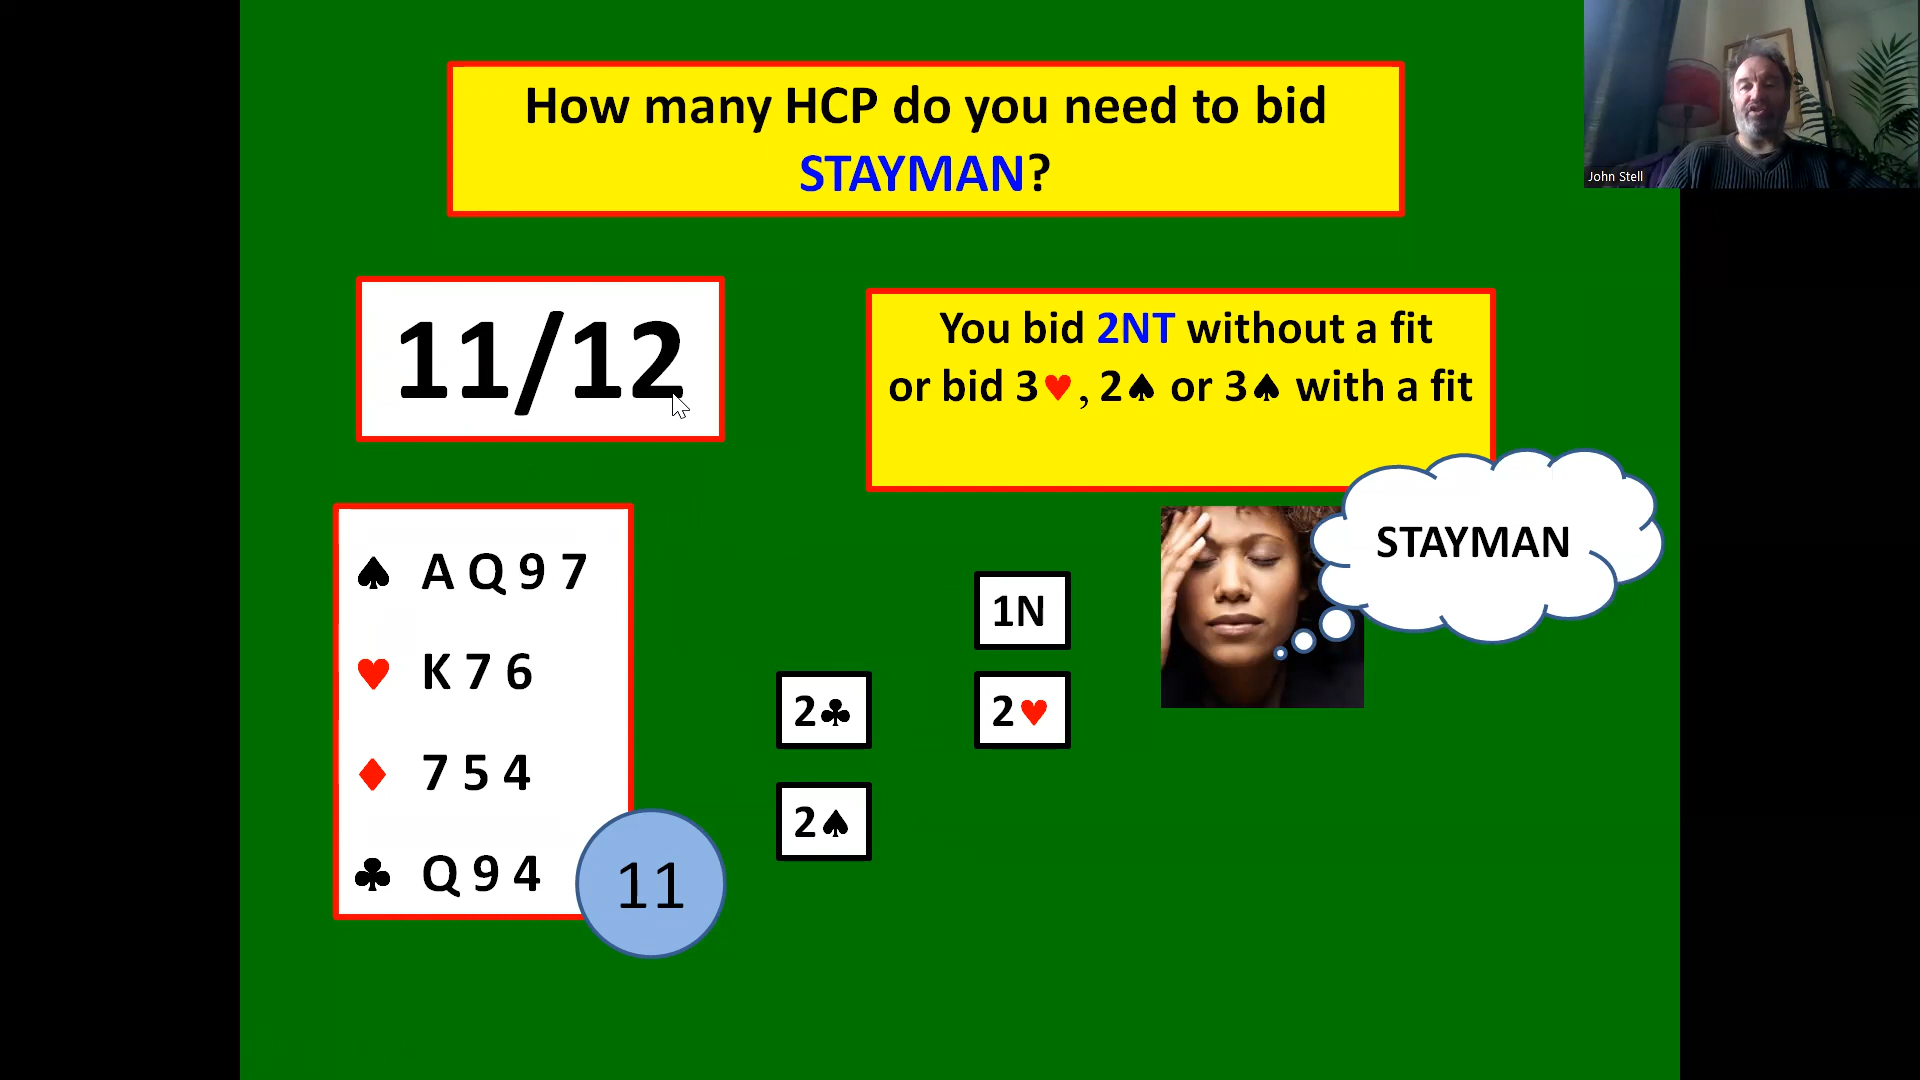 How many HCP do you need to bid
STAYMAN?
John Stell
11/12
You bid 2NT without a fit
or bid 3♥, 2♠ or 3♠ with a fit
STAYMAN
♠ A Q 9 7
♥ K 7 6
♦ 7 5 4
♣ Q 9 4
11
1N
2♣ 2♥
2♠